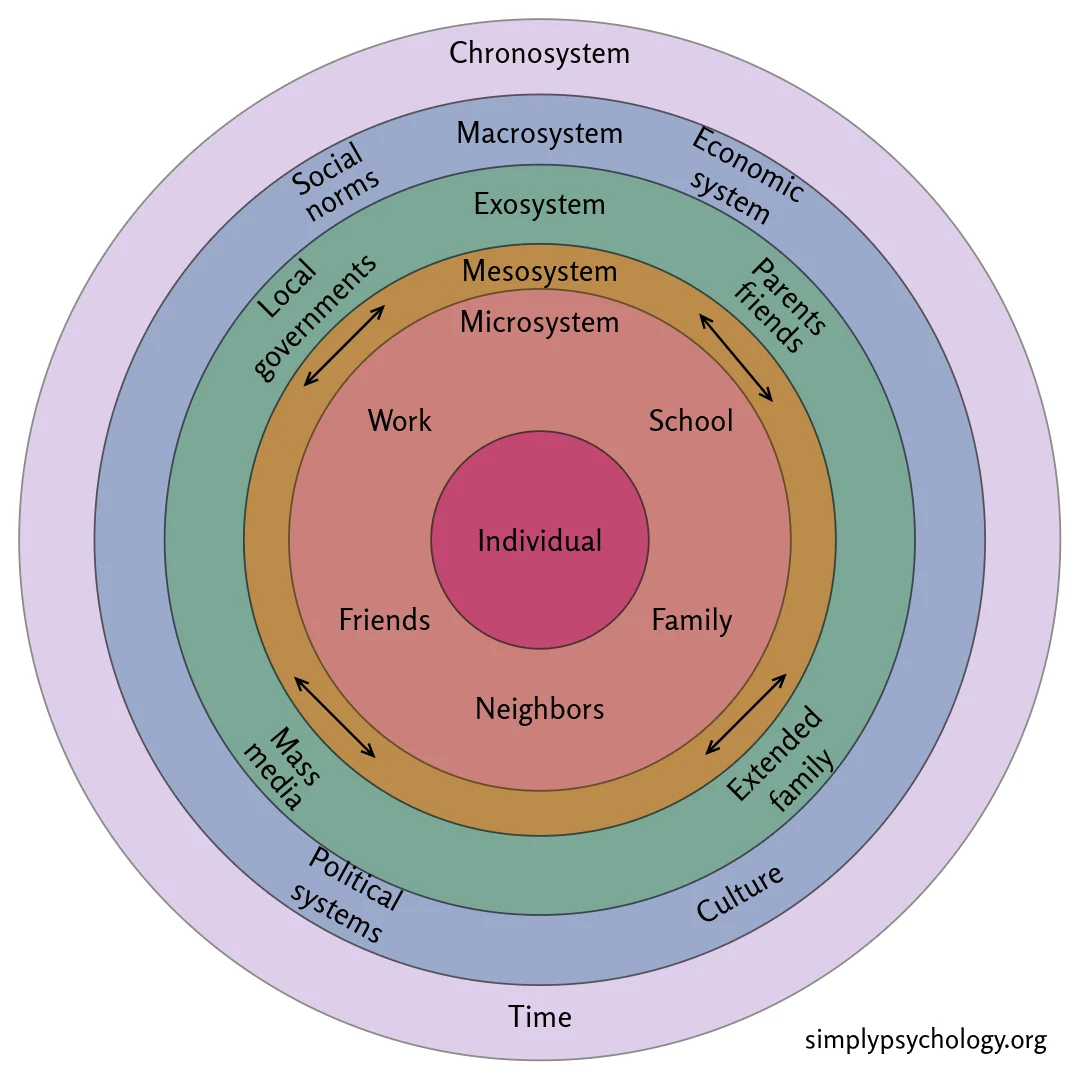 Chronosystem
Macrosystem
Social
norms
Economic
system
Exosystem
Local
governments
Parents
friends
Mesosystem
Microsystem
Work
School
Individual
Friends
Family
Neighbors
Mass
media
Extended
family
Political
systems
Culture
Time
simplypsychology.org